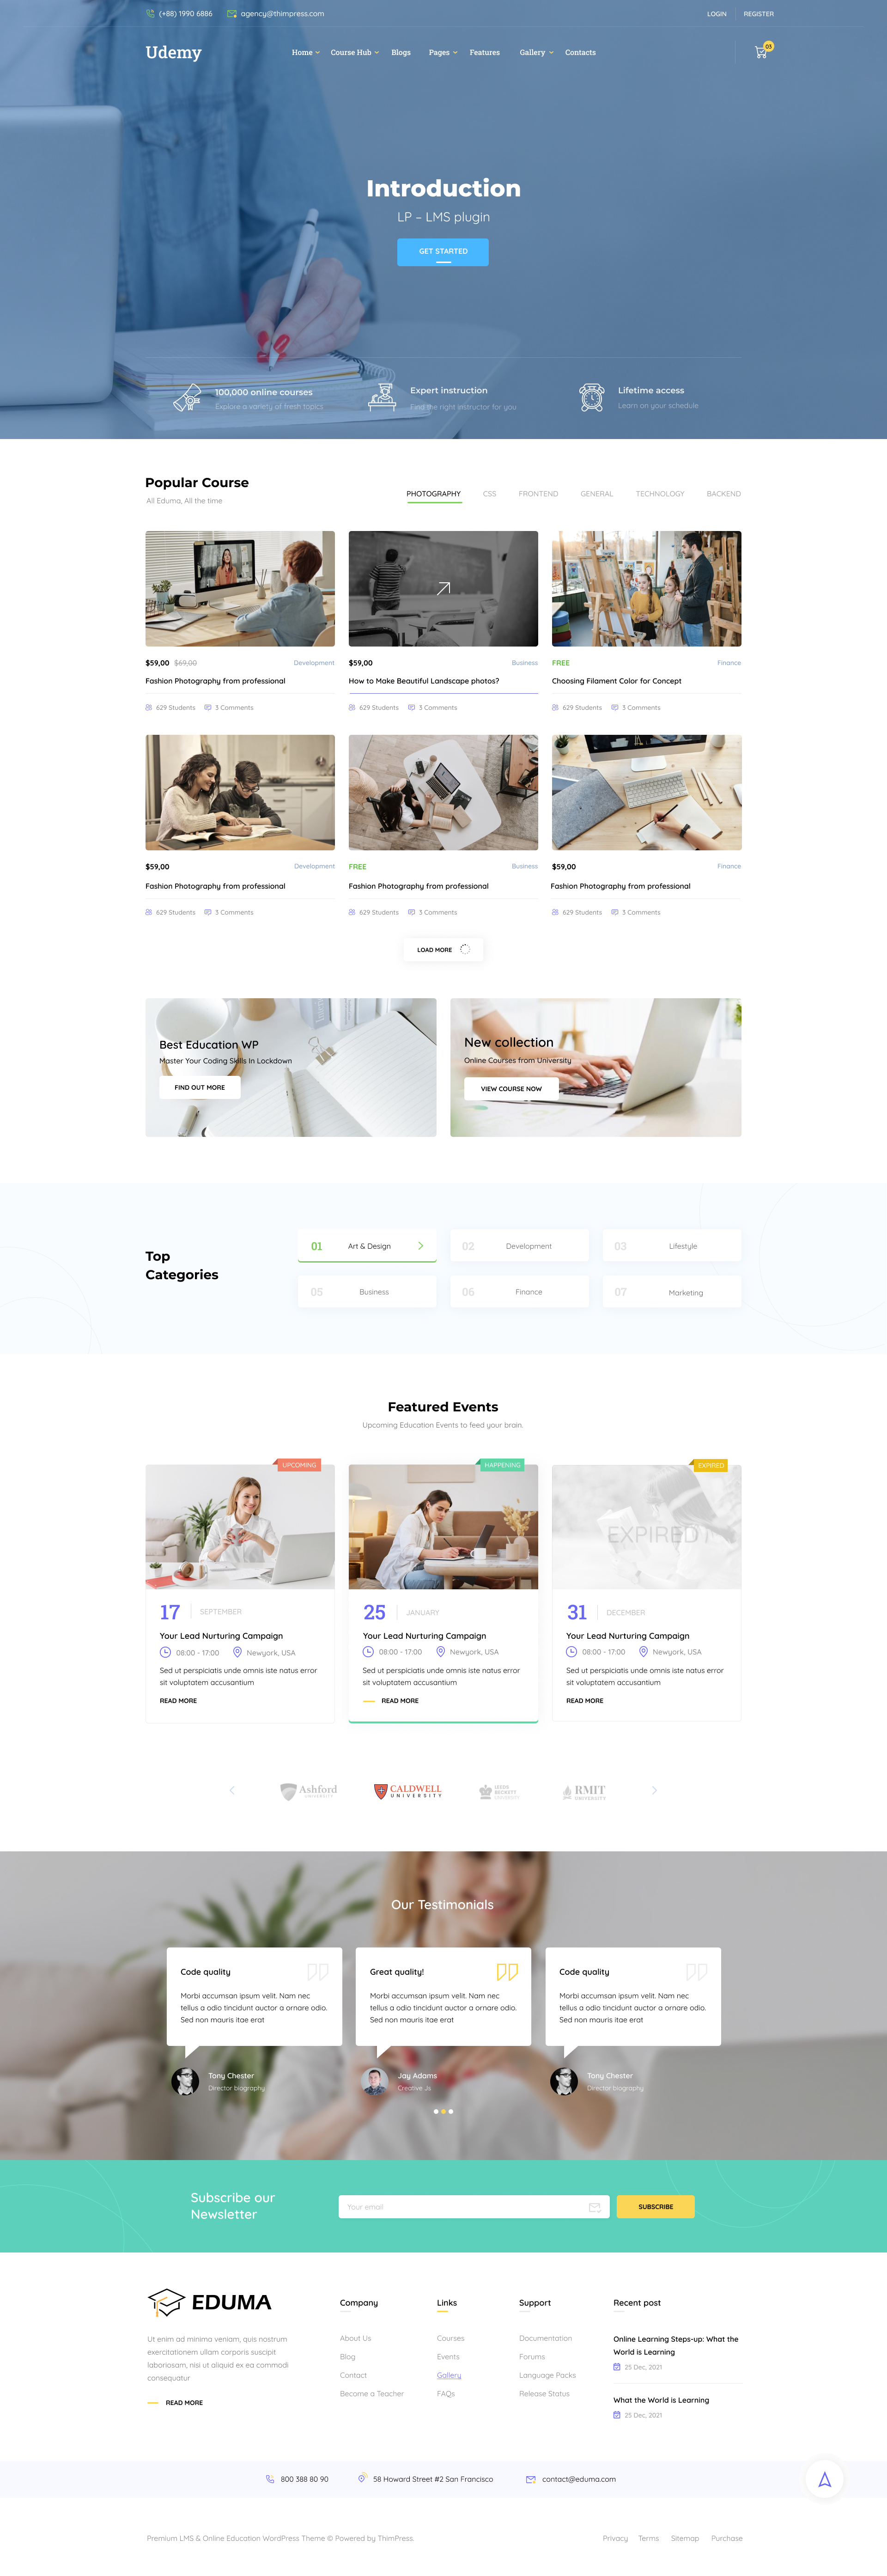 (+88) 1990 6886 agency@thimpress.com LOGIN REGISTER
Udemy Home Course Hub Blogs Pages Features Gallery Contacts 03
Introduction
LP – LMS plugin
GET STARTED
100,000 online courses
Explore a variety of fresh topics
Expert instruction
Find the right instructor for you
Lifetime access
Learn on your schedule
Popular Course
All Eduma, All the time
PHOTOGRAPHY CSS FRONTEND GENERAL TECHNOLOGY BACKEND
$59,00 $69,00 Development
Fashion Photography from professional
629 Students 3 Comments
$59,00 Business
How to Make Beautiful Landscape photos?
629 Students 3 Comments
FREE Finance
Choosing Filament Color for Concept
629 Students 3 Comments
$59,00 Development
Fashion Photography from professional
629 Students 3 Comments
FREE Business
Fashion Photography from professional
629 Students 3 Comments
$59,00 Finance
Fashion Photography from professional
629 Students 3 Comments
LOAD MORE
Best Education WP
Master Your Coding Skills In Lockdown
FIND OUT MORE
New collection
Online Courses from University
VIEW COURSE NOW
Top
Categories
01 Art & Design
02 Development
03 Lifestyle
05 Business
06 Finance
07 Marketing
Featured Events
Upcoming Education Events to feed your brain.
UPCOMING
17 SEPTEMBER
Your Lead Nurturing Campaign
08:00 - 17:00 Newyork, USA
Sed ut perspiciatis unde omnis iste natus error
sit voluptatem accusantium
READ MORE
HAPPENING
25 JANUARY
Your Lead Nurturing Campaign
08:00 - 17:00 Newyork, USA
Sed ut perspiciatis unde omnis iste natus error
sit voluptatem accusantium
READ MORE
EXPIRED
EXPIRED
31 DECEMBER
Your Lead Nurturing Campaign
08:00 - 17:00 Newyork, USA
Sed ut perspiciatis unde omnis iste natus error
sit voluptatem accusantium
READ MORE
Ashford
UNIVERSITY
CALDWELL
UNIVERSITY
LEEDS
BECKETT
UNIVERSITY
RMIT
UNIVERSITY
Our Testimonials
Code quality
Morbi accumsan ipsum velit. Nam nec
tellus a odio tincidunt auctor a ornare odio.
Sed non mauris itae erat
Tony Chester
Director biography
Great quality!
Morbi accumsan ipsum velit. Nam nec
tellus a odio tincidunt auctor a ornare odio.
Sed non mauris itae erat
Jay Adams
Creative Js
Code quality
Morbi accumsan ipsum velit. Nam nec
tellus a odio tincidunt auctor a ornare odio.
Sed non mauris itae erat
Tony Chester
Director biography
Subscribe our
Newsletter
Your email
SUBSCRIBE
EDUMA
Ut enim ad minima veniam, quis nostrum
exercitationem ullam corporis suscipit
laboriosam, nisi ut aliquid ex ea commodi
consequatur
READ MORE
Company
About Us
Blog
Contact
Become a Teacher
Links
Courses
Events
Gallery
FAQs
Support
Documentation
Forums
Language Packs
Release Status
Recent post
Online Learning Steps-up: What the
World is Learning
25 Dec, 2021
What the World is Learning
25 Dec, 2021
800 388 80 90 58 Howard Street #2 San Francisco contact@eduma.com
Premium LMS & Online Education WordPress Theme © Powered by ThimPress. Privacy Terms Sitemap Purchase